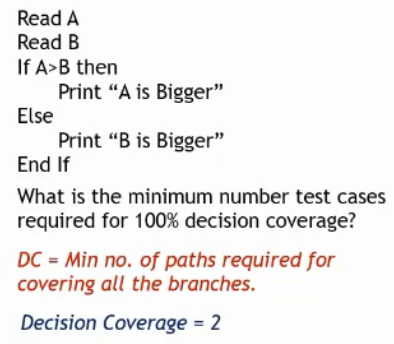 Read A
Read B
If A>B then
Print “A is Bigger”
Else
Print “B is Bigger”
End If
What is the minimum number test cases
required for 100% decision coverage?
DC = Min no. of paths required for
covering all the branches.
Decision Coverage = 2